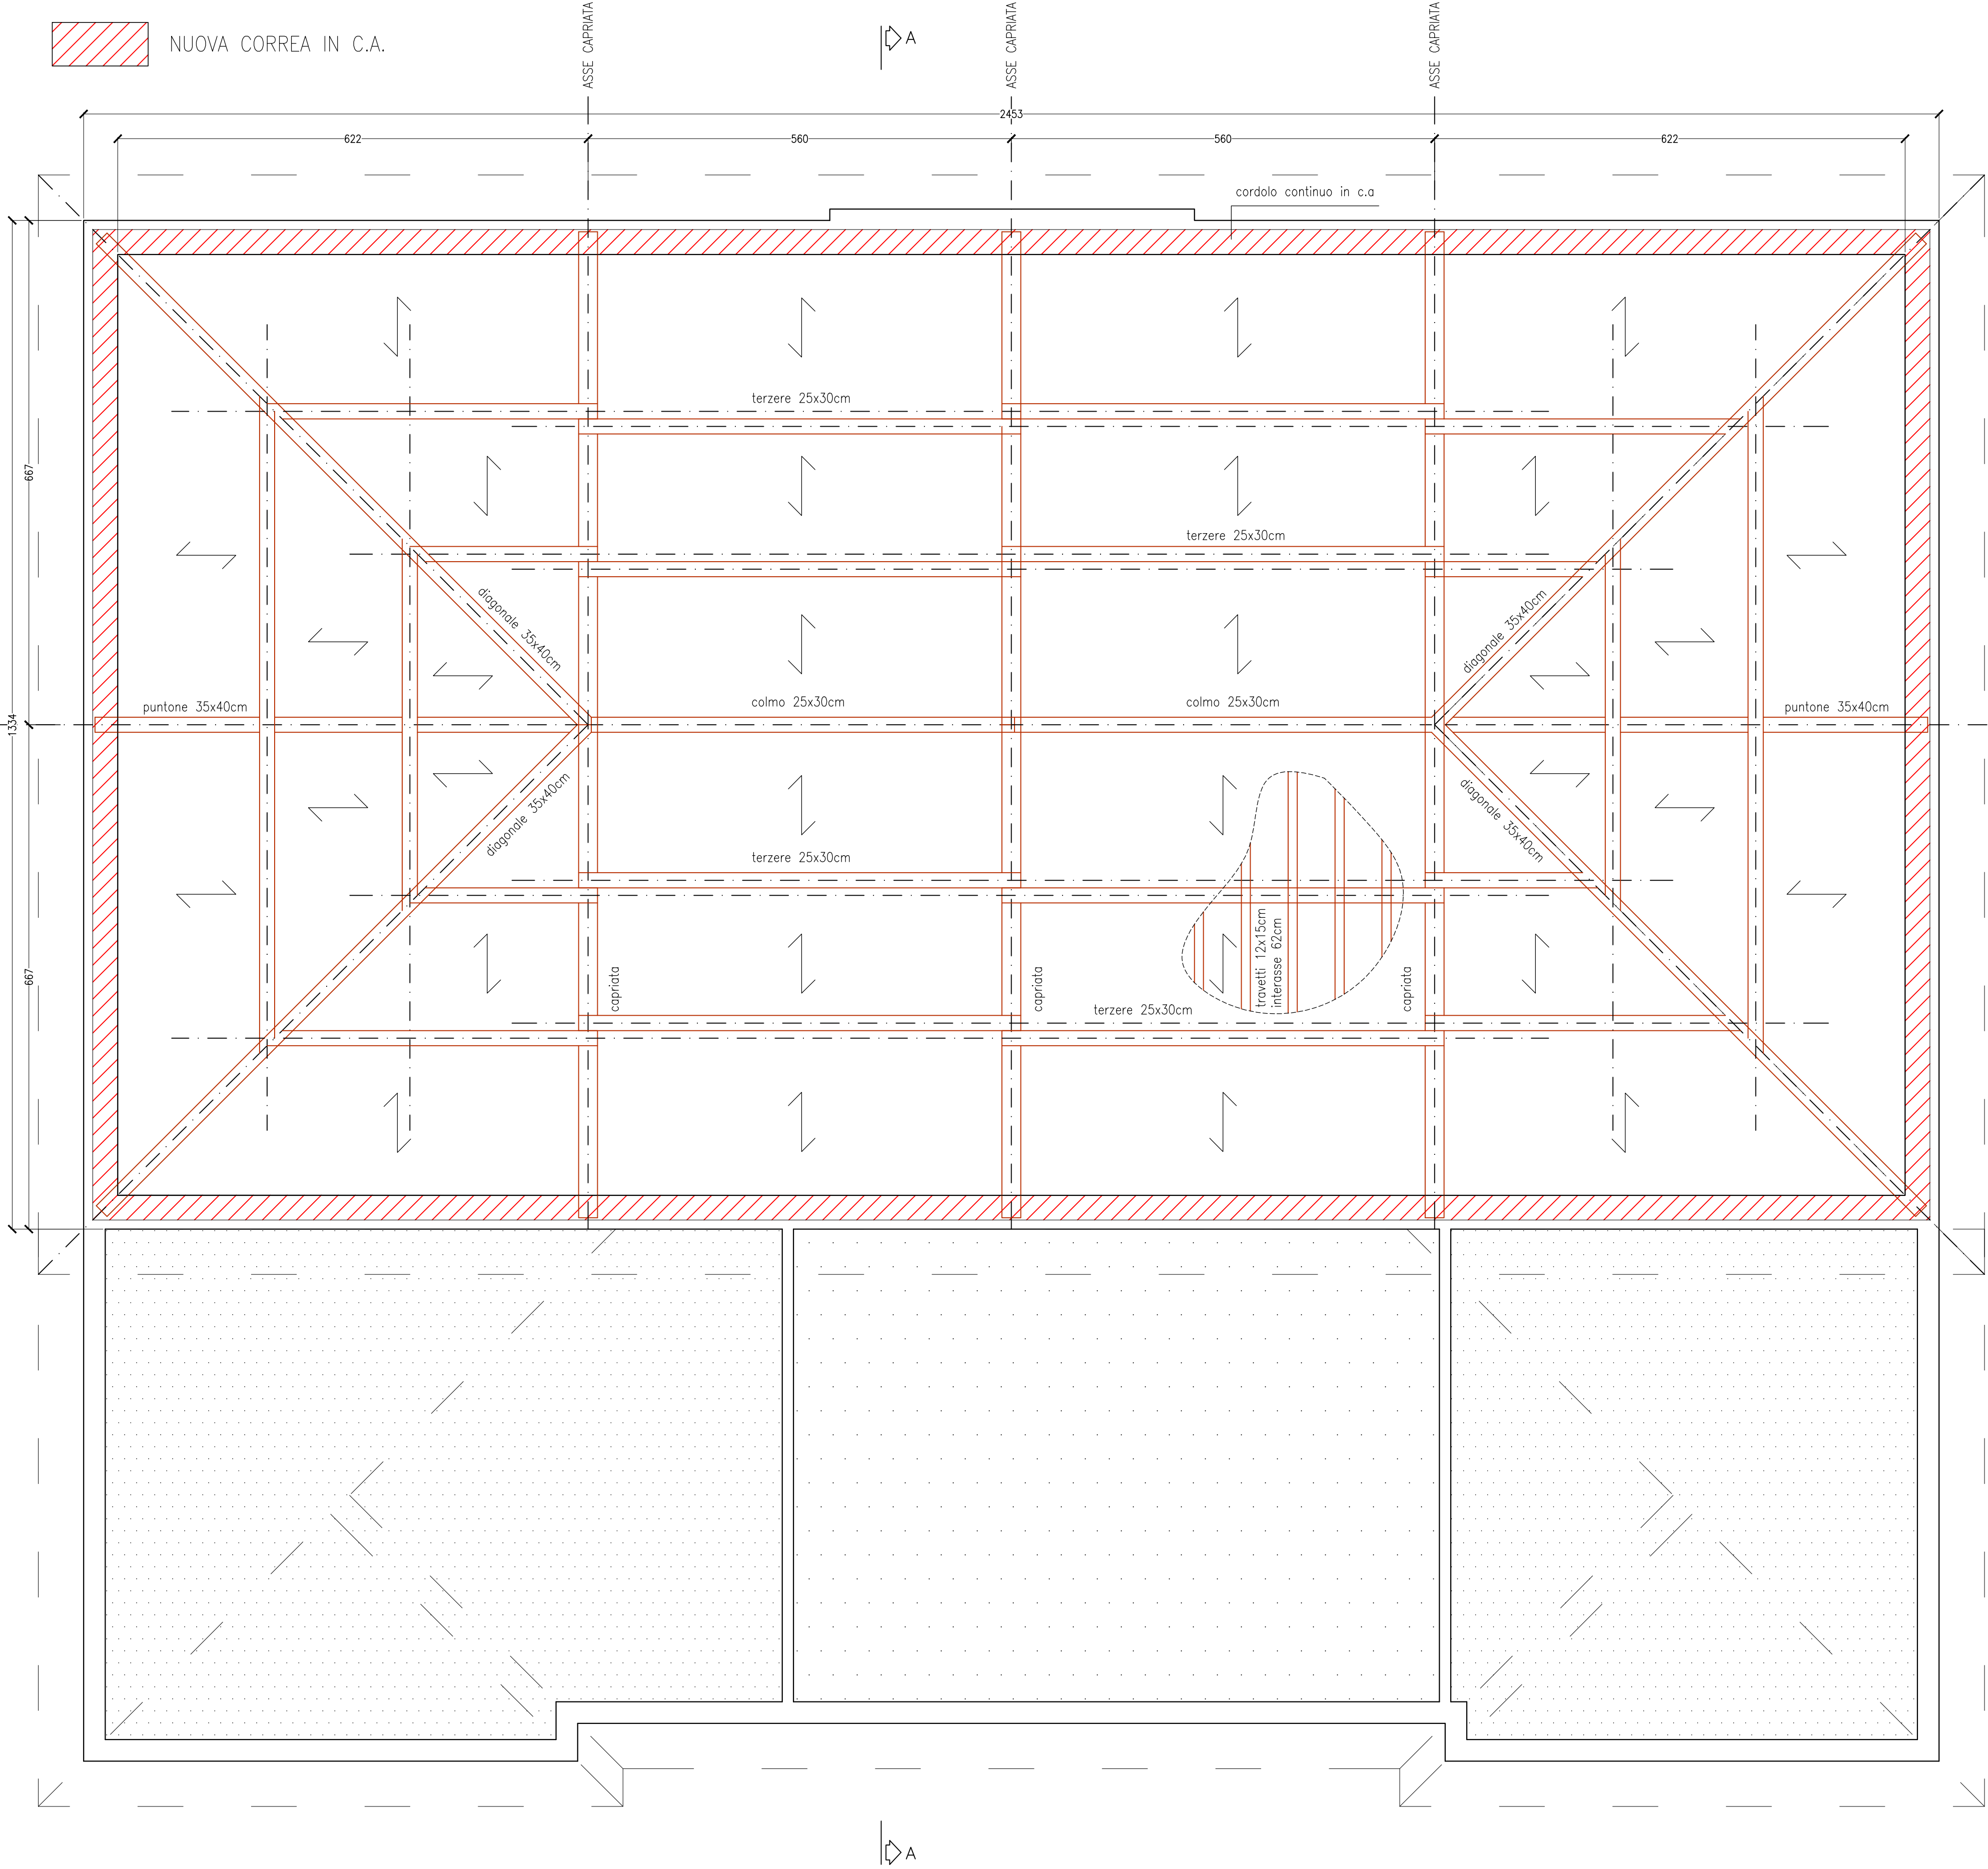 ASSE CAPRIATA
ASSE CAPRIATA
ASSE CAPRIATA
NUOVA CORREA IN C.A.
A
2453
622
560
560
622
cordolo continuo in c.a
terzere 25x30cm
667
terzere 25x30cm
diagonale 35x40cm
diagonale 35x40cm
puntone 35x40cm
colmo 25x30cm
colmo 25x30cm
puntone 35x40cm
1334
diagonale 35x40cm
diagonale 35x40cm
terzere 25x30cm
travetti 12x15cm
interasse 62cm
667
capriata
capriata
capriata
terzere 25x30cm
A